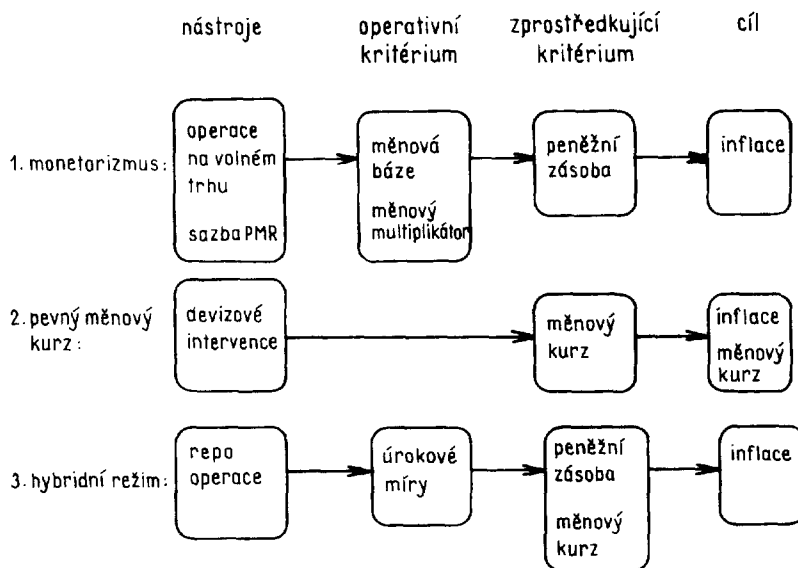 nástroje
operativní
kritérium
zprostředkující
kritérium
cíl
1. monetarizmus:
operace
na volném
trhu
sazba PMR
měnová
báze
měnový
multiplikátor
peněžní
zásoba
inflace
2. pevný měnový
kurz:
devizové
intervence
měnový
kurz
inflace
měnový
kurz
3. hybridní režim:
repo
operace
úrokové
míry
peněžní
zásoba
měnový
kurz
inflace